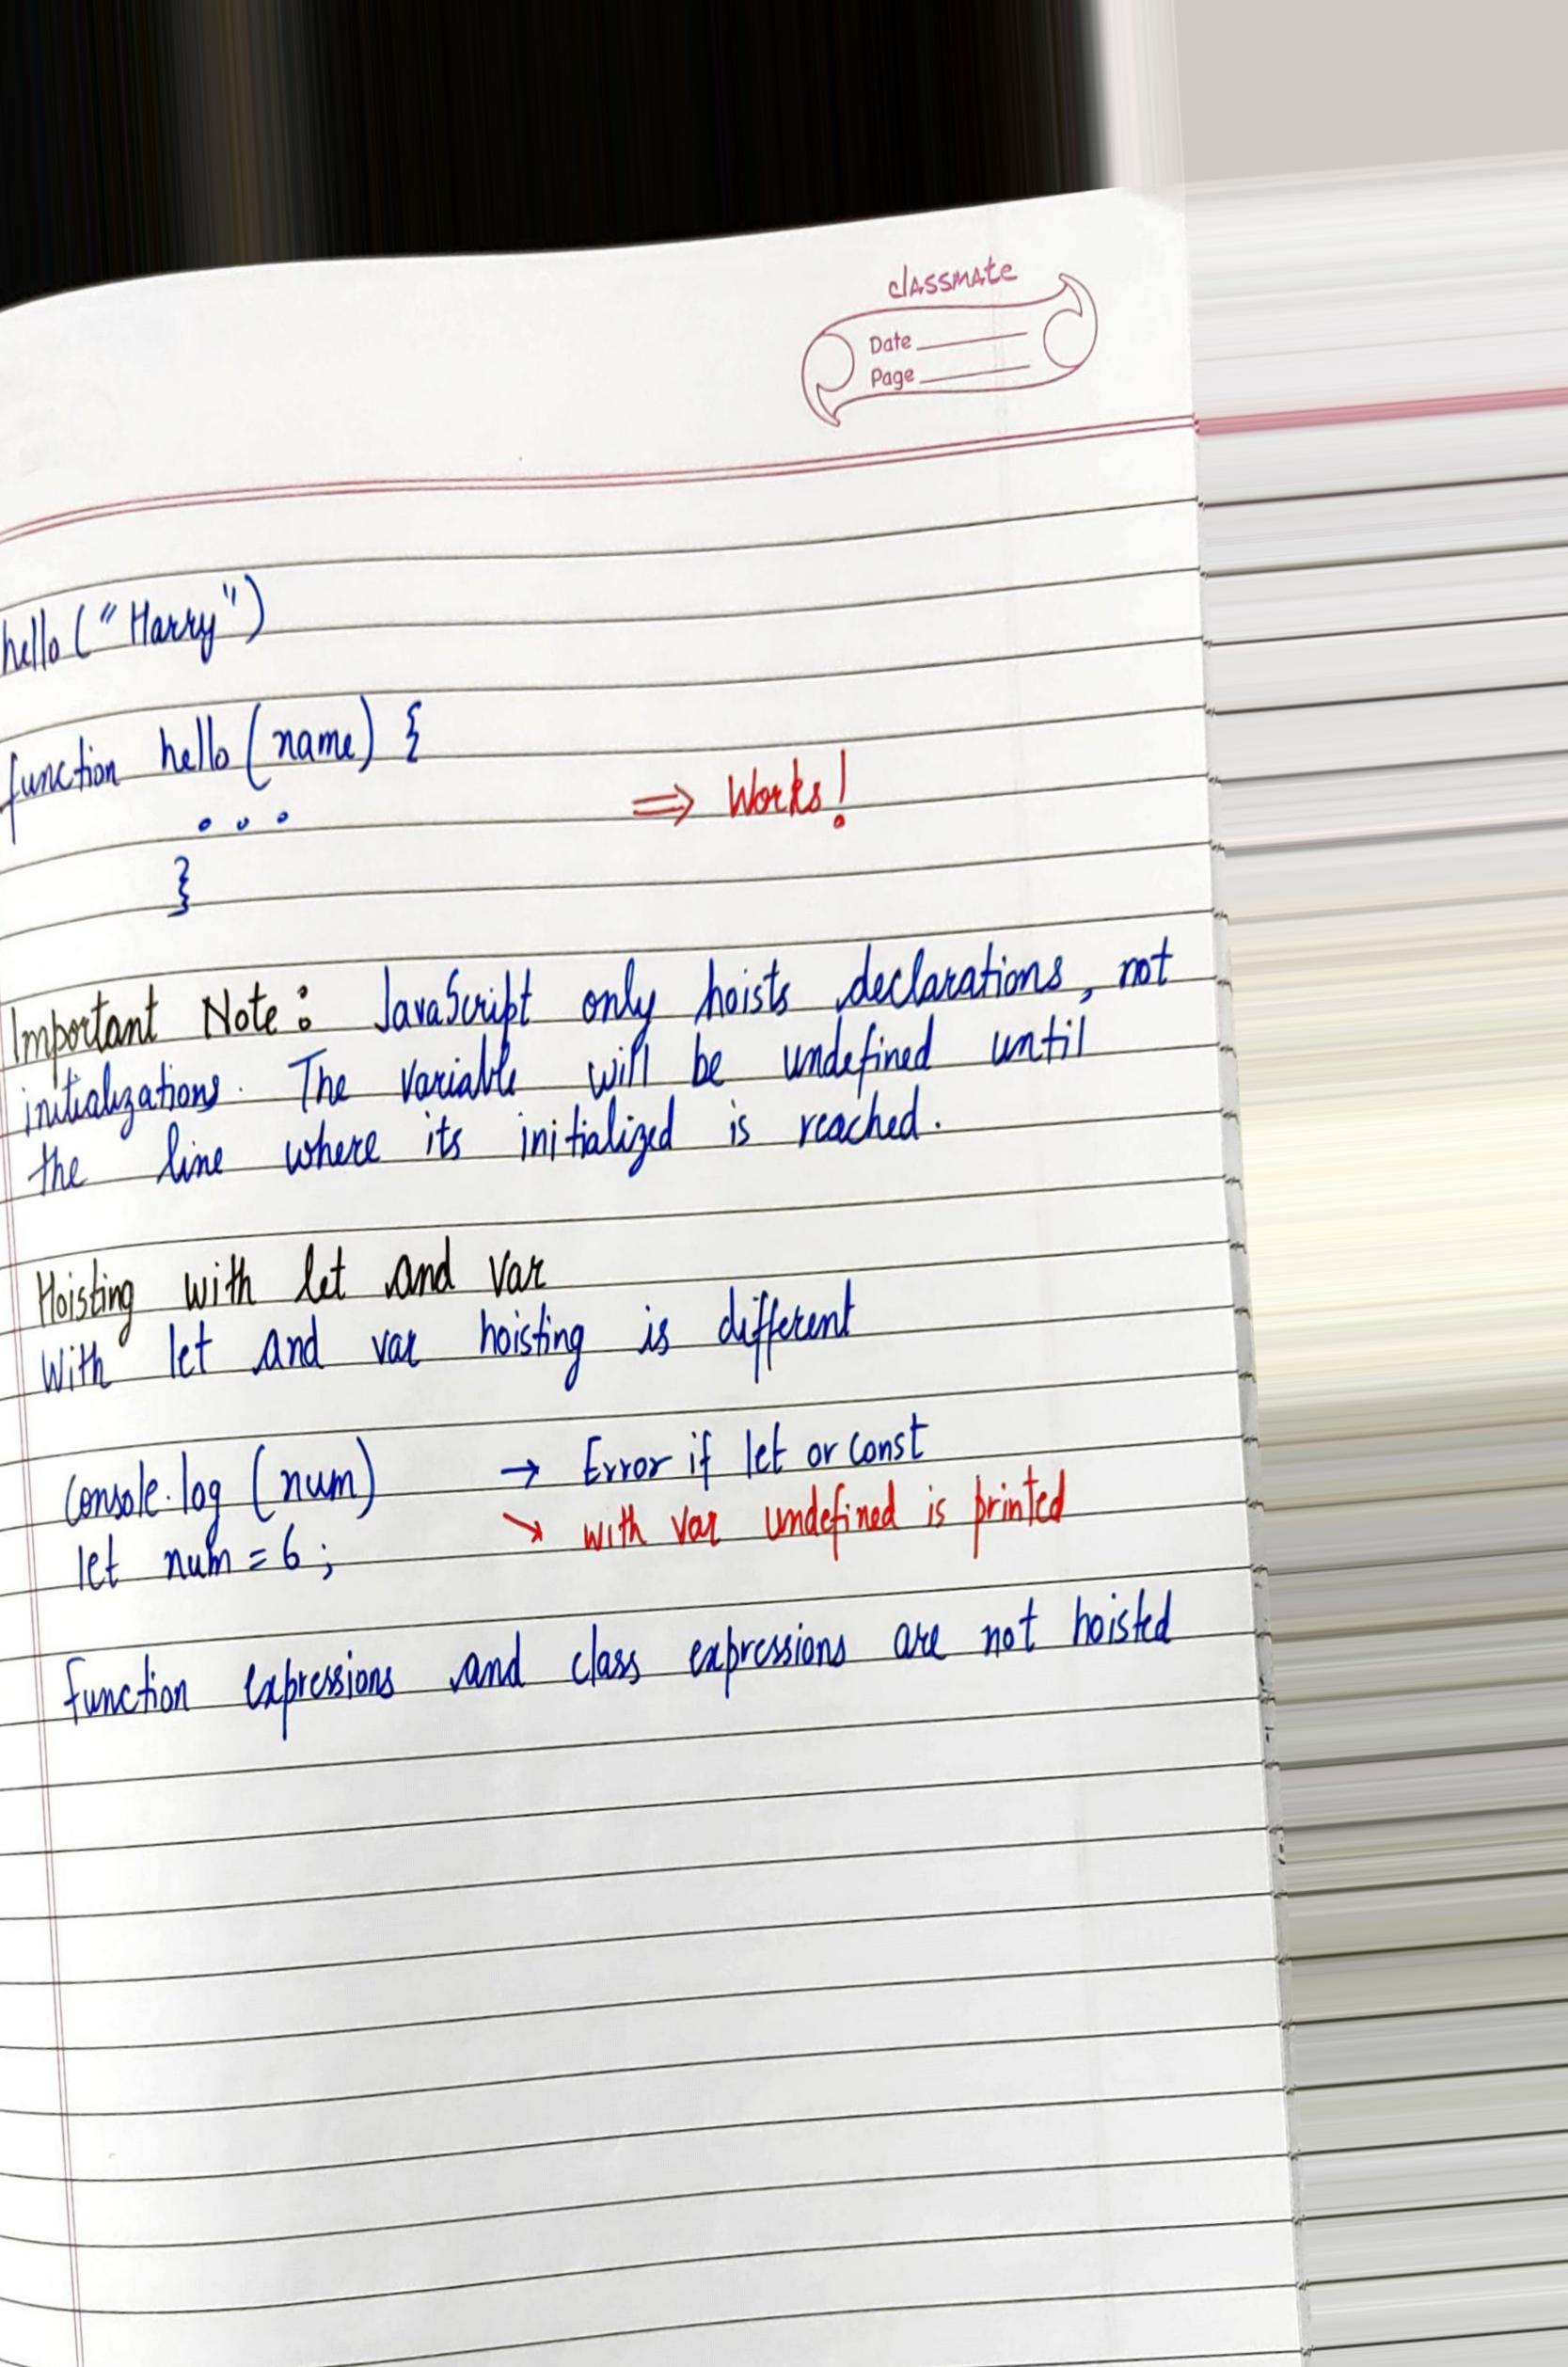 classmate
Date
Page
hello ("Harry")
function hello (name) {
...
⇒ Works!
}
Important Note: JavaScript only hoists declarations, not
initializations. The variable will be undefined until
the line where its initialized is reached.
Hoisting with let and var
With let and var hoisting is different
Console.log (num) → Error if let or const
let num = 6 ; ↘ with var undefined is printed
function expressions and class expressions are not hoisted